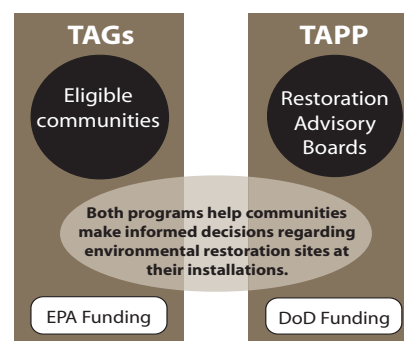 TAGs
Eligible
communities
TAPP
Restoration
Advisory
Boards
Both programs help communities
make informed decisions regarding
environmental restoration sites at
their installations.
EPA Funding
DoD Funding